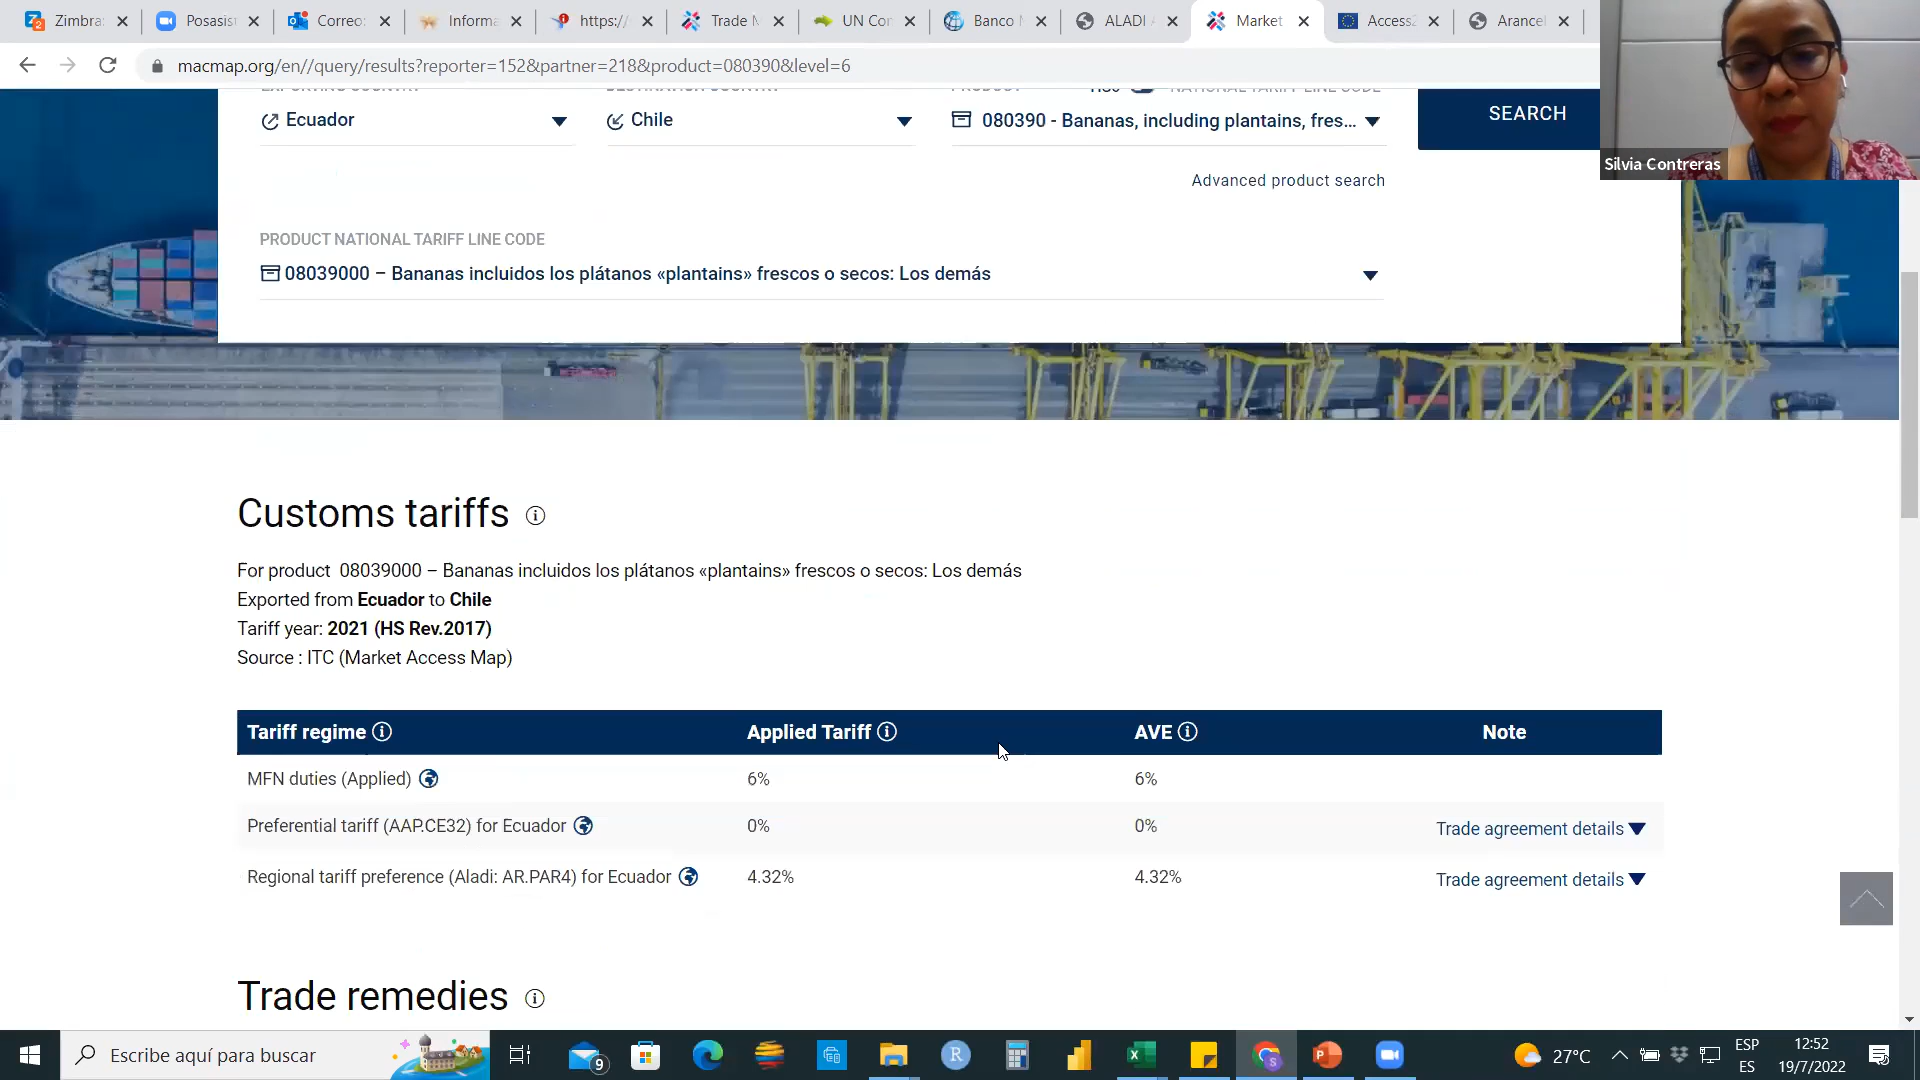 Zimbra:
Posasis
Correo:
Informa
https://
Trade M
UN Con
Banco M
ALADI
Market
Access2
Arancel
macmap.org/en//query/results?reporter=152&partner=218&product=080390&level=6
Ecuador
Chile
080390 - Bananas, including plantains, fres...
SEARCH
Silvia Contreras
Advanced product search
PRODUCT NATIONAL TARIFF LINE CODE
08039000 – Bananas incluidos los plátanos «plantains» frescos o secos: Los demás
Customs tariffs
For product 08039000 – Bananas incluidos los plátanos «plantains» frescos o secos: Los demás
Exported from Ecuador to Chile
Tariff year: 2021 (HS Rev.2017)
Source : ITC (Market Access Map)
Tariff regime Applied Tariff AVE Note
MFN duties (Applied) 6% 6%
Preferential tariff (AAP.CE32) for Ecuador 0% 0% Trade agreement details
Regional tariff preference (Aladi: AR.PAR4) for Ecuador 4.32% 4.32% Trade agreement details
Trade remedies
Escribe aquí para buscar
9
27°C
ESP
ES
12:52
19/7/2022